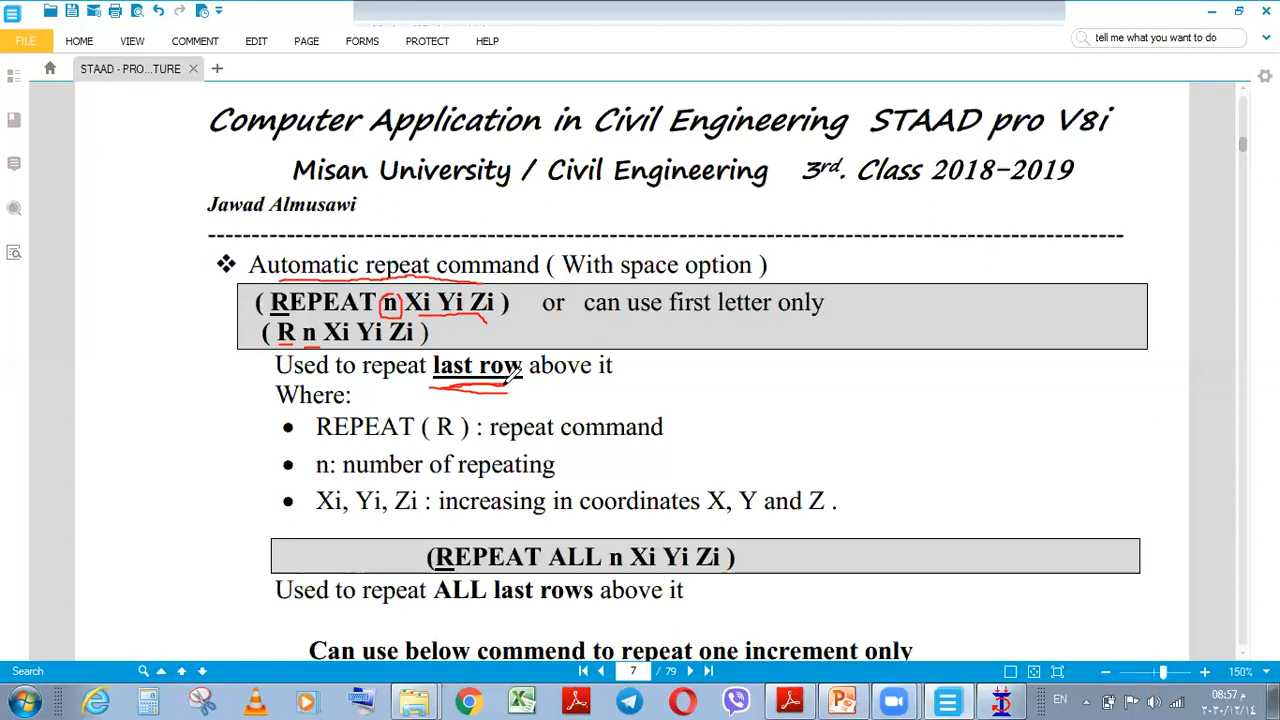 tell me what you want to do
FILE HOME VIEW COMMENT EDIT PAGE FORMS PROTECT HELP
STAAD - PRO...TURE
Computer Application in Civil Engineering STAAD pro V8i
Misan University / Civil Engineering 3rd. Class 2018-2019
Jawad Almusawi
❖ Automatic repeat command ( With space option )
( REPEAT n Xi Yi Zi ) or can use first letter only
( R n Xi Yi Zi )
Used to repeat last row above it
Where:
• REPEAT ( R ) : repeat command
• n: number of repeating
• Xi, Yi, Zi : increasing in coordinates X, Y and Z .
(REPEAT ALL n Xi Yi Zi )
Used to repeat ALL last rows above it
Can use below commend to repeat one increment only
Search 7 / 79 150%
EN 08:57 م
٢٠٢٠/١٢/١٤